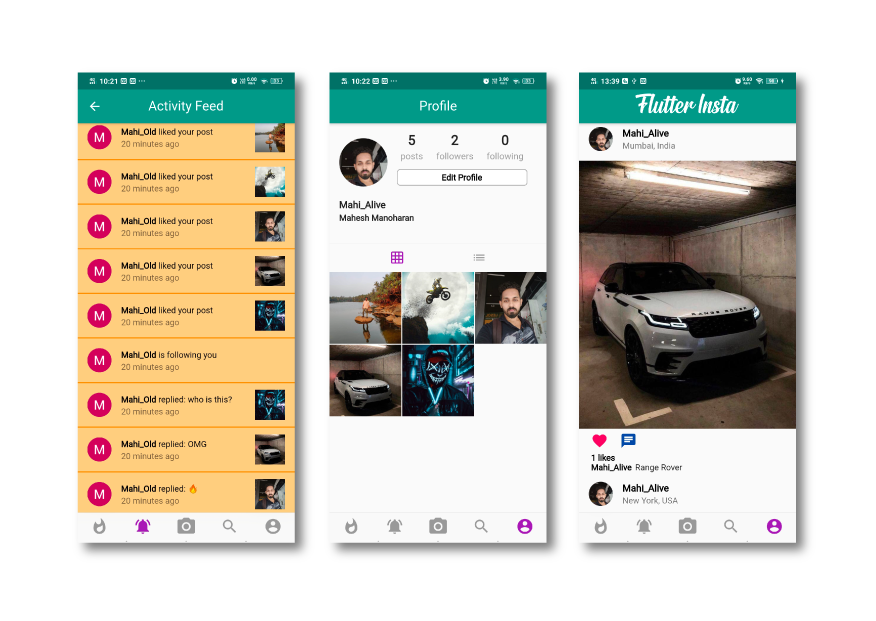 10:21
Activity Feed
M
Mahi_Old liked your post
20 minutes ago
M
Mahi_Old liked your post
20 minutes ago
M
Mahi_Old liked your post
20 minutes ago
M
Mahi_Old liked your post
20 minutes ago
M
Mahi_Old liked your post
20 minutes ago
M
Mahi_Old is following you
20 minutes ago
M
Mahi_Old replied: who is this?
20 minutes ago
M
Mahi_Old replied: OMG
20 minutes ago
M
Mahi_Old replied: 🔥
20 minutes ago
10:22
Profile
5 2 0
posts followers following
Edit Profile
Mahi_Alive
Mahesh Manoharan
13:39
Flutter Insta
Mahi_Alive
Mumbai, India
RANGE ROVER
1 likes
Mahi_Alive Range Rover
Mahi_Alive
New York, USA